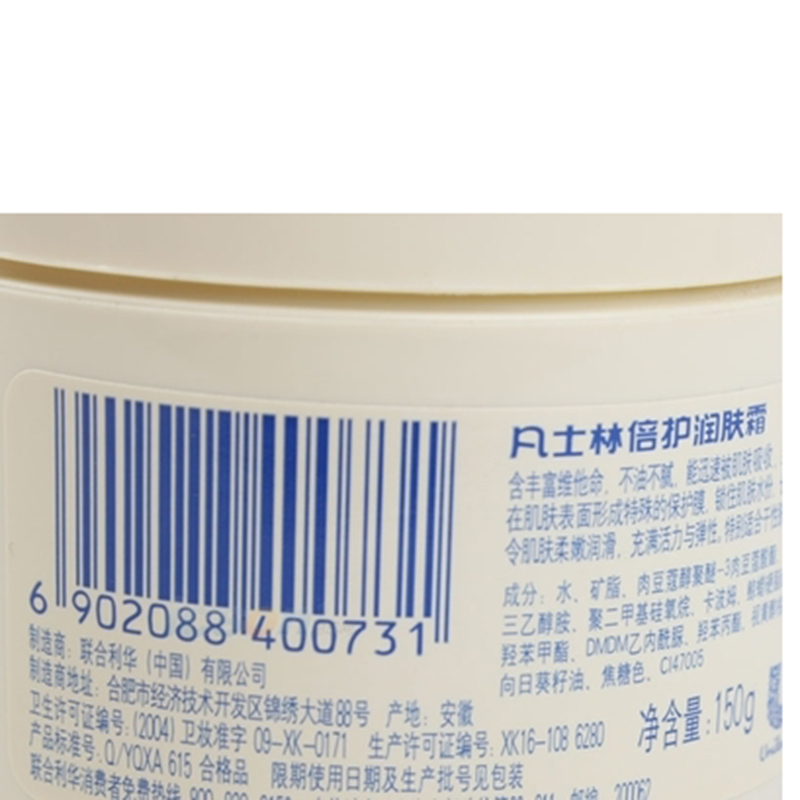 凡士林倍护润肤霜
含丰富维他命，不油不腻，能迅速被肌肤吸收，
在肌肤表面形成特殊的保护膜，锁住肌肤水份，
令肌肤柔嫩润滑，充满活力与弹性，特别适合干性
成分：水、矿脂、肉豆蔻醇聚醚-3肉豆蔻酸酯、
三乙醇胺、聚二甲基硅氧烷、卡波姆、
羟苯甲酯、DMDM乙内酰脲、羟苯丙酯、
向日葵籽油、焦糖色、CI47005
净含量：150g
6 902088 400731
制造商：联合利华（中国）有限公司
制造商地址：合肥市经济技术开发区锦绣大道88号 产地：安徽
卫生许可证编号：(2004) 卫妆准字 09-XK-0171 生产许可证编号：XK16-108 6280
产品标准号：Q/YQXA 615 合格品 限期使用日期及生产批号见包装
联合利华消费者免费热线